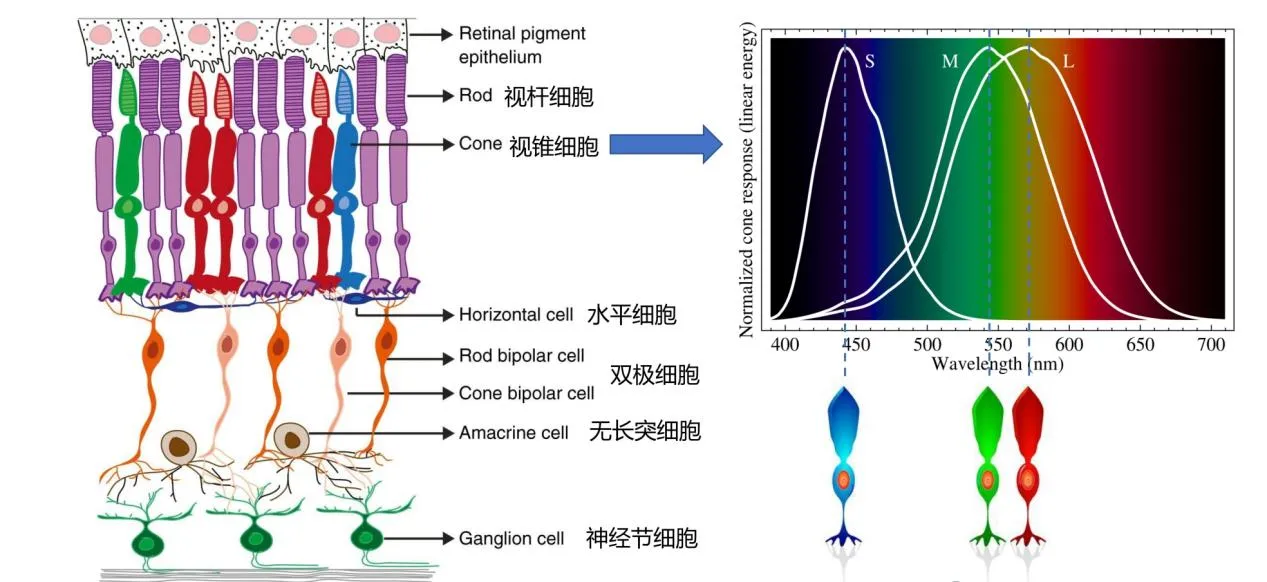 Retinal pigment
epithelium
Rod 视杆细胞
Cone 视锥细胞
Horizontal cell 水平细胞
Rod bipolar cell
双极细胞
Cone bipolar cell
Amacrine cell 无长突细胞
Ganglion cell 神经节细胞
Normalized cone response (linear energy)
S
M
L
400 450 500 550 600 650 700
Wavelength (nm)